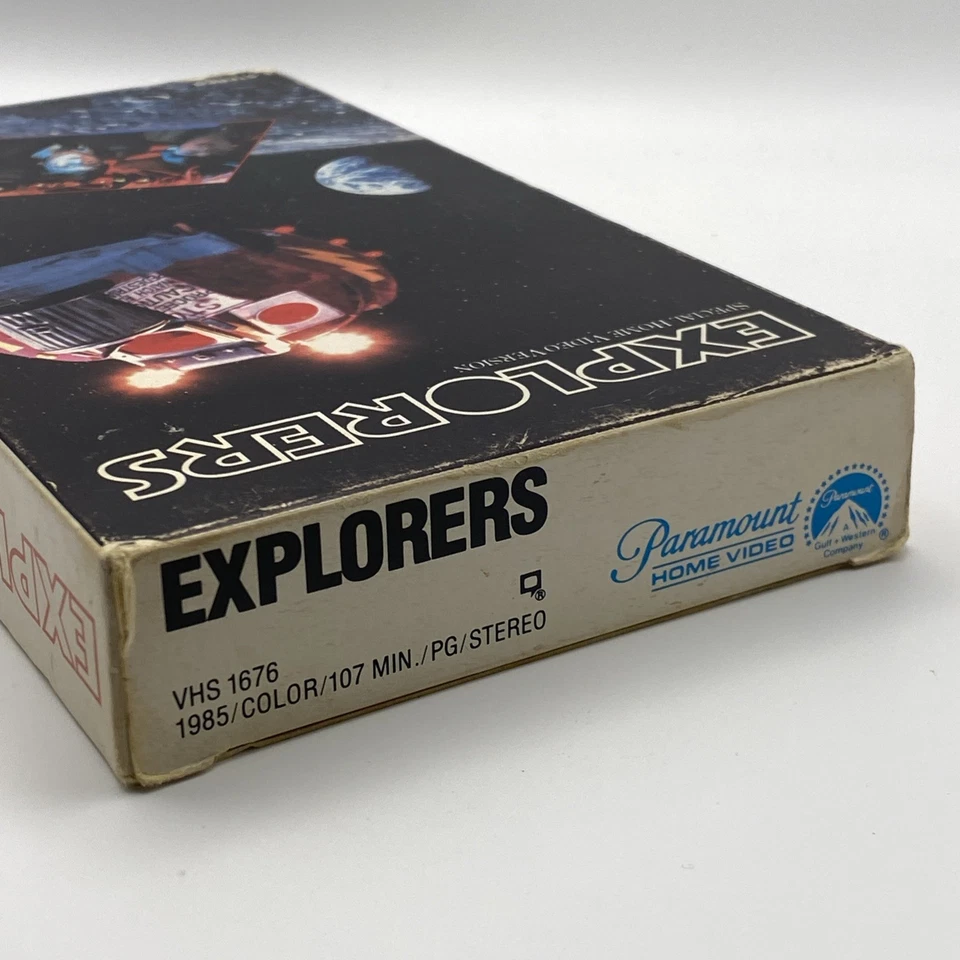 EXPLORERS
SPECIAL HOME VIDEO VERSION
EXPLORERS
®
VHS 1676
1985/COLOR/107 MIN./PG/STEREO
Paramount
HOME VIDEO
Paramount
A
Gulf + Western
Company
®
EXPL